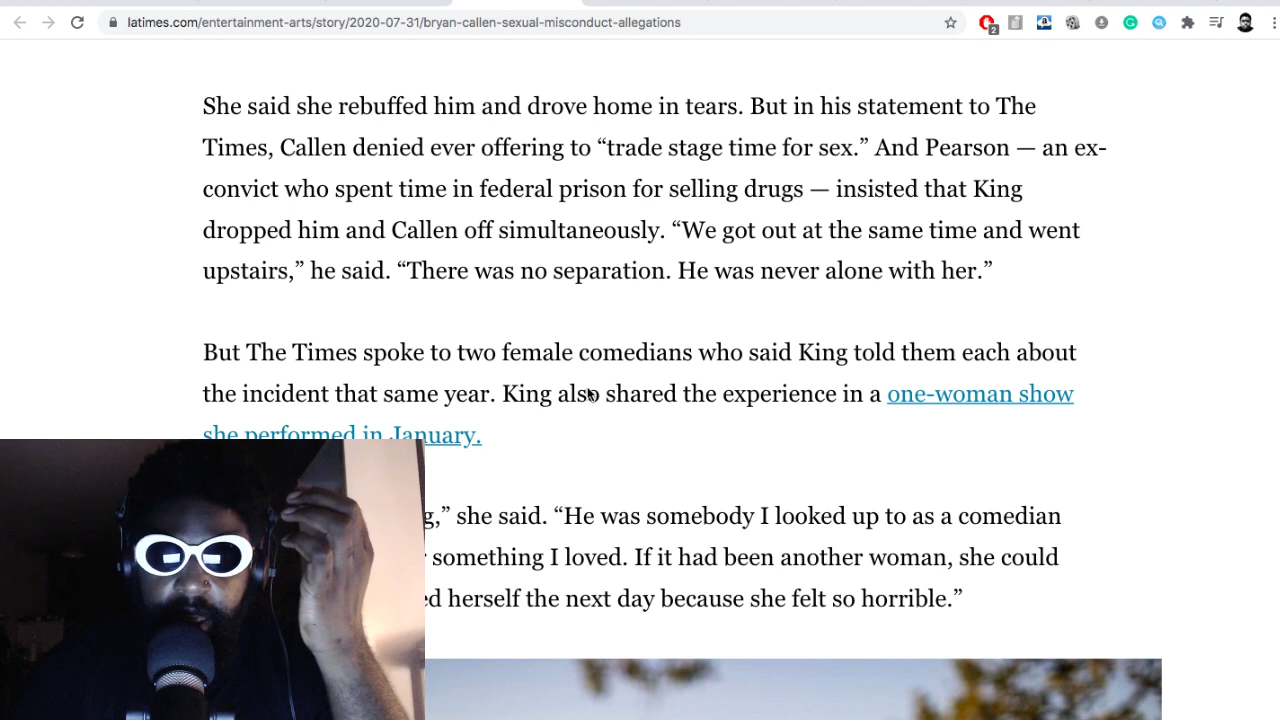 latimes.com/entertainment-arts/story/2020-07-31/bryan-callen-sexual-misconduct-allegations
2
She said she rebuffed him and drove home in tears. But in his statement to The
Times, Callen denied ever offering to “trade stage time for sex.” And Pearson — an ex-
convict who spent time in federal prison for selling drugs — insisted that King
dropped him and Callen off simultaneously. “We got out at the same time and went
upstairs,” he said. “There was no separation. He was never alone with her.”
But The Times spoke to two female comedians who said King told them each about
the incident that same year. King also shared the experience in a one-woman show
she performed in January.
g,” she said. “He was somebody I looked up to as a comedian
something I loved. If it had been another woman, she could
ed herself the next day because she felt so horrible.”